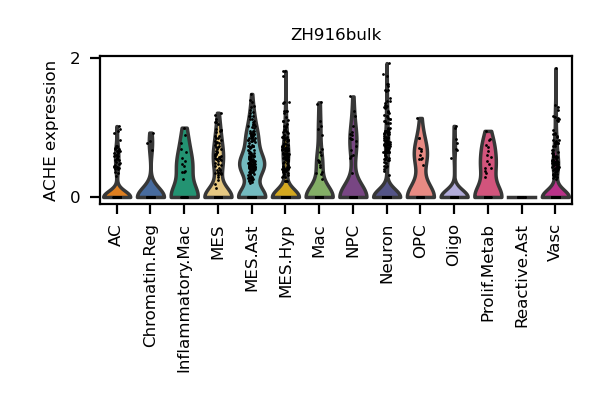 ZH916bulk
ACHE expression
2
0
AC
Chromatin.Reg
Inflammatory.Mac
MES
MES.Ast
MES.Hyp
Mac
NPC
Neuron
OPC
Oligo
Prolif.Metab
Reactive.Ast
Vasc